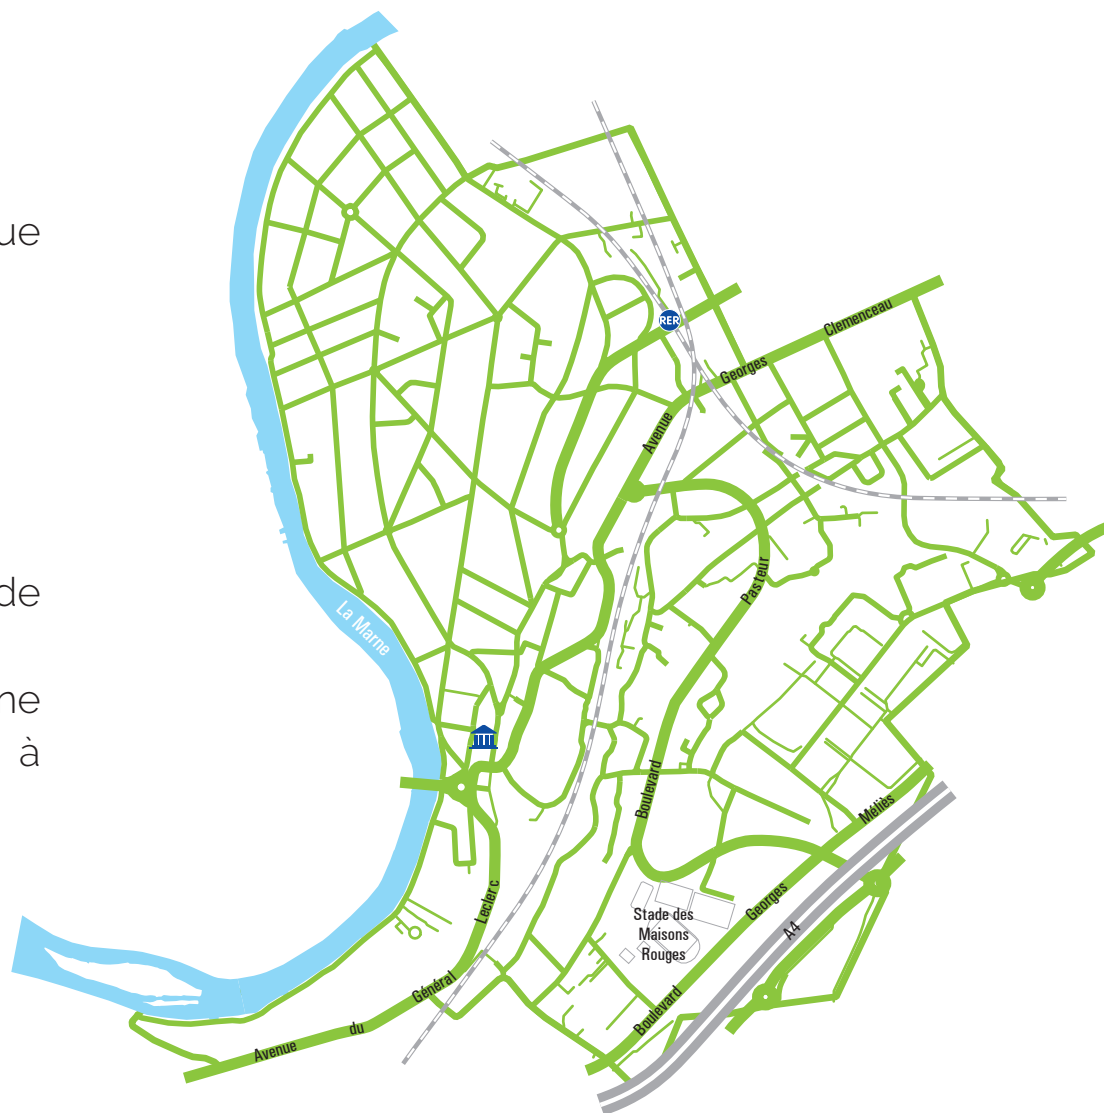 ue
de
ne
à
RER
Avenue Georges Clemenceau
Boulevard Pasteur
La Marne
Stade des
Maisons
Rouges
Boulevard Georges Méliès
A4
Avenue du Général Leclerc